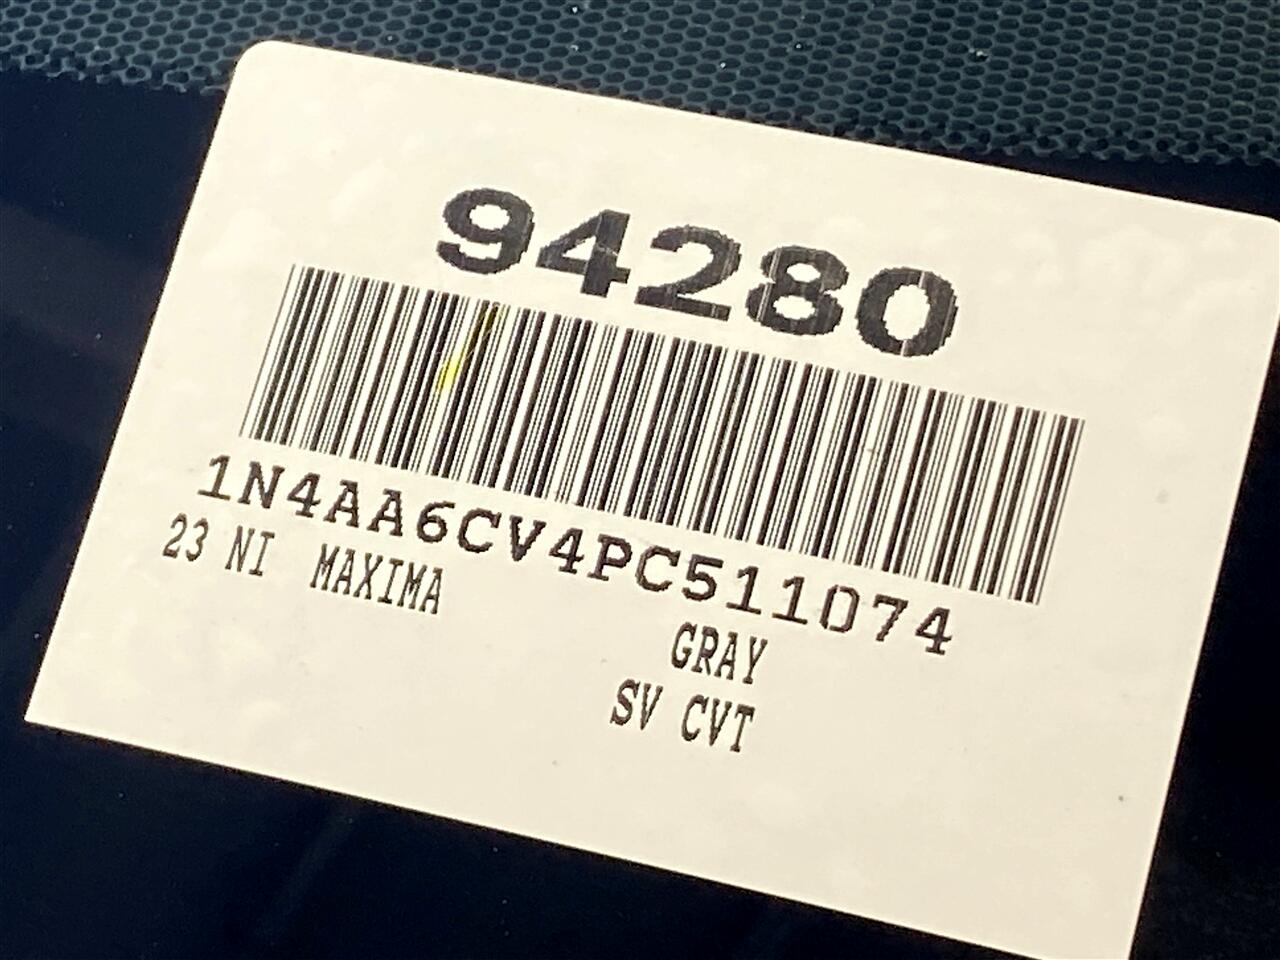 94280
1N4AA6CV4PC511074
23 NI MAXIMA
GRAY
SV CVT